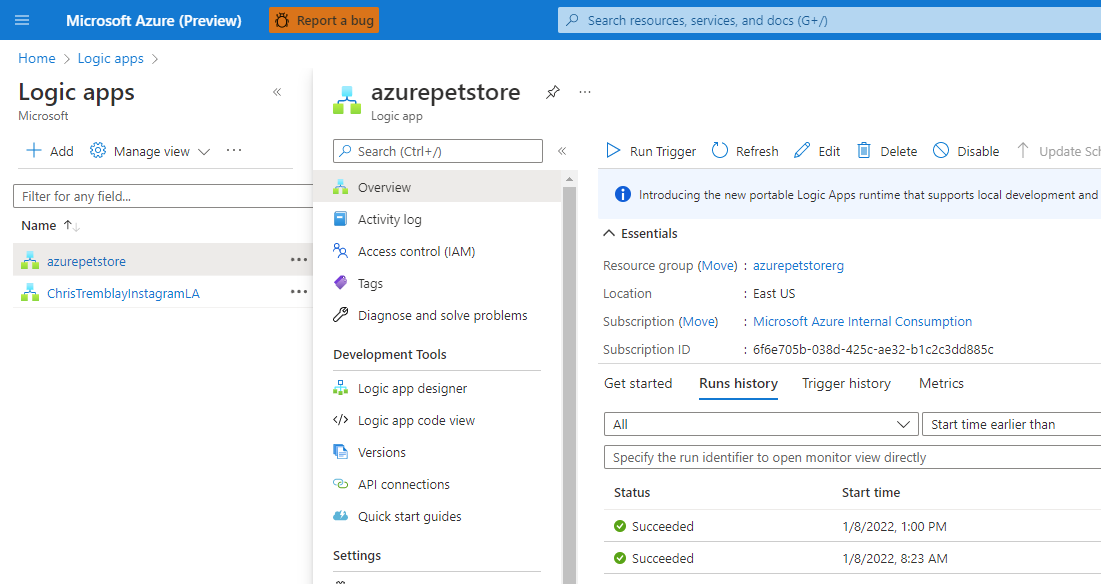 Microsoft Azure (Preview)
Report a bug
Search resources, services, and docs (G+/)
Home > Logic apps >
Logic apps
Microsoft
«
+ Add
Manage view
...
Filter for any field...
Name ↑↓
azurepetstore
...
ChrisTremblayInstagramLA
...
azurepetstore
...
Logic app
Search (Ctrl+/)
«
Overview
Activity log
Access control (IAM)
Tags
Diagnose and solve problems
Development Tools
Logic app designer
</> Logic app code view
Versions
API connections
Quick start guides
Settings
Run Trigger
Refresh
Edit
Delete
Disable
Update Sch
Introducing the new portable Logic Apps runtime that supports local development and
Essentials
Resource group (Move) : azurepetstorerg
Location : East US
Subscription (Move) : Microsoft Azure Internal Consumption
Subscription ID : 6f6e705b-038d-425c-ae32-b1c2c3dd885c
Get started
Runs history
Trigger history
Metrics
All
Start time earlier than
Specify the run identifier to open monitor view directly
Status Start time
Succeeded 1/8/2022, 1:00 PM
Succeeded 1/8/2022, 8:23 AM